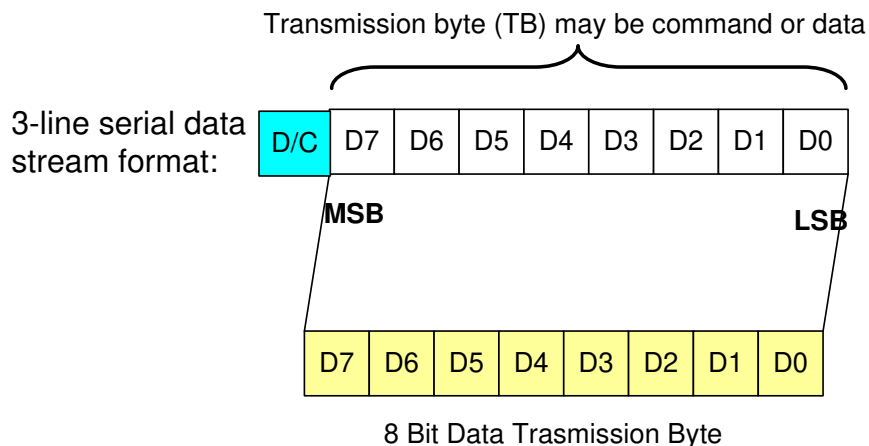 Transmission byte (TB) may be command or data
3-line serial data
stream format:
D/C D7 D6 D5 D4 D3 D2 D1 D0
MSB LSB
D7 D6 D5 D4 D3 D2 D1 D0
8 Bit Data Trasmission Byte